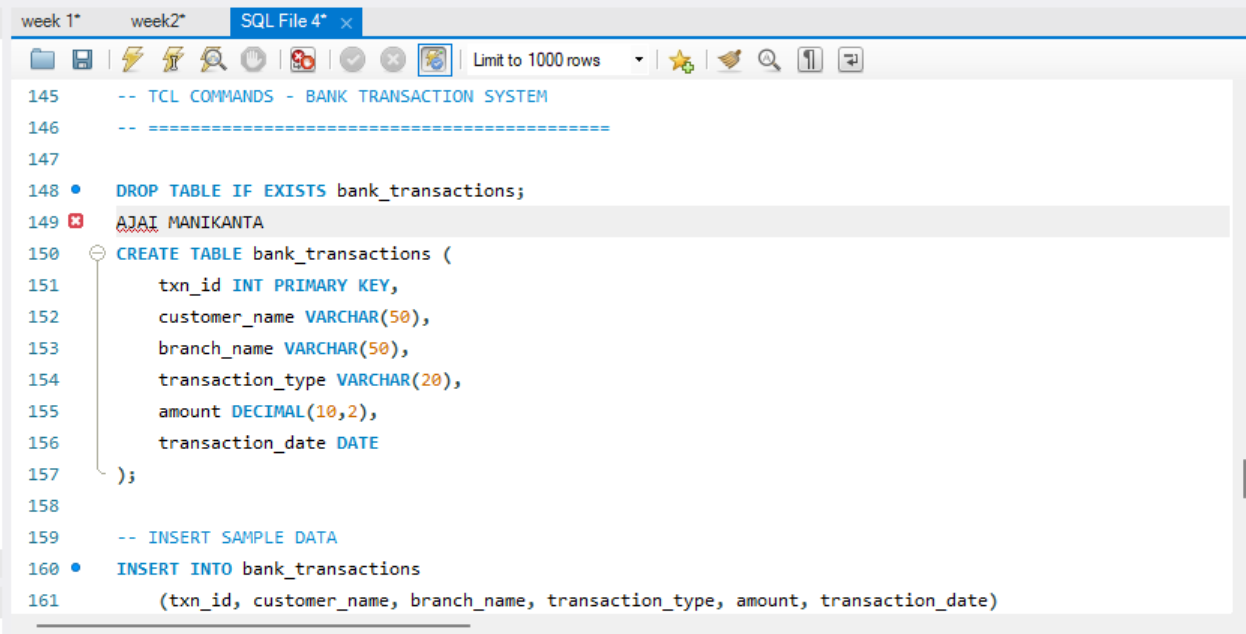 week 1* week2* SQL File 4* ×
Limit to 1000 rows
145 -- TCL COMMANDS - BANK TRANSACTION SYSTEM
146 -- ============================================
147
148 DROP TABLE IF EXISTS bank_transactions;
149 AJAI MANIKANTA
150 CREATE TABLE bank_transactions (
151 txn_id INT PRIMARY KEY,
152 customer_name VARCHAR(50),
153 branch_name VARCHAR(50),
154 transaction_type VARCHAR(20),
155 amount DECIMAL(10,2),
156 transaction_date DATE
157 );
158
159 -- INSERT SAMPLE DATA
160 INSERT INTO bank_transactions
161 (txn_id, customer_name, branch_name, transaction_type, amount, transaction_date)